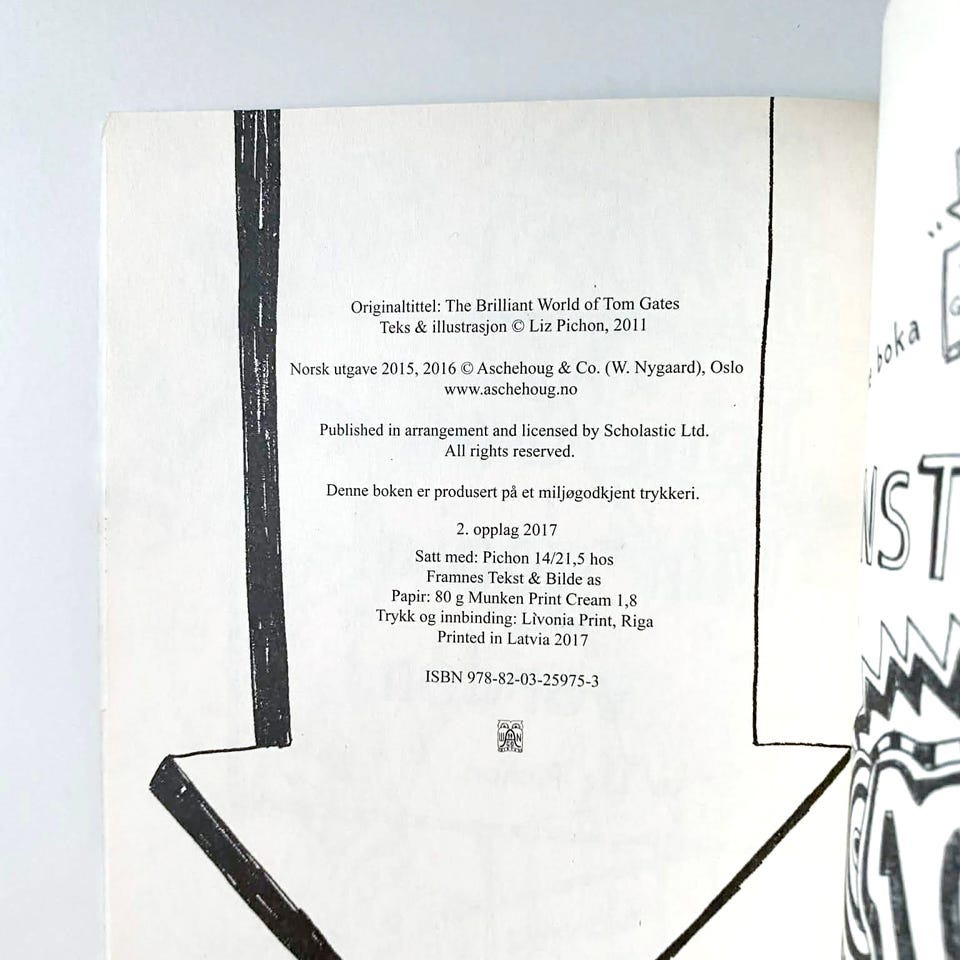 Originaltittel: The Brilliant World of Tom Gates
Teks & illustrasjon © Liz Pichon, 2011
Norsk utgave 2015, 2016 © Aschehoug & Co. (W. Nygaard), Oslo
www.aschehoug.no
Published in arrangement and licensed by Scholastic Ltd.
All rights reserved.
Denne boken er produsert på et miljøgodkjent trykkeri.
2. opplag 2017
Satt med: Pichon 14/21,5 hos
Framnes Tekst & Bilde as
Papir: 80 g Munken Print Cream 1,8
Trykk og innbinding: Lìvonia Print, Riga
Printed in Latvia 2017
ISBN 978-82-03-25975-3
boka